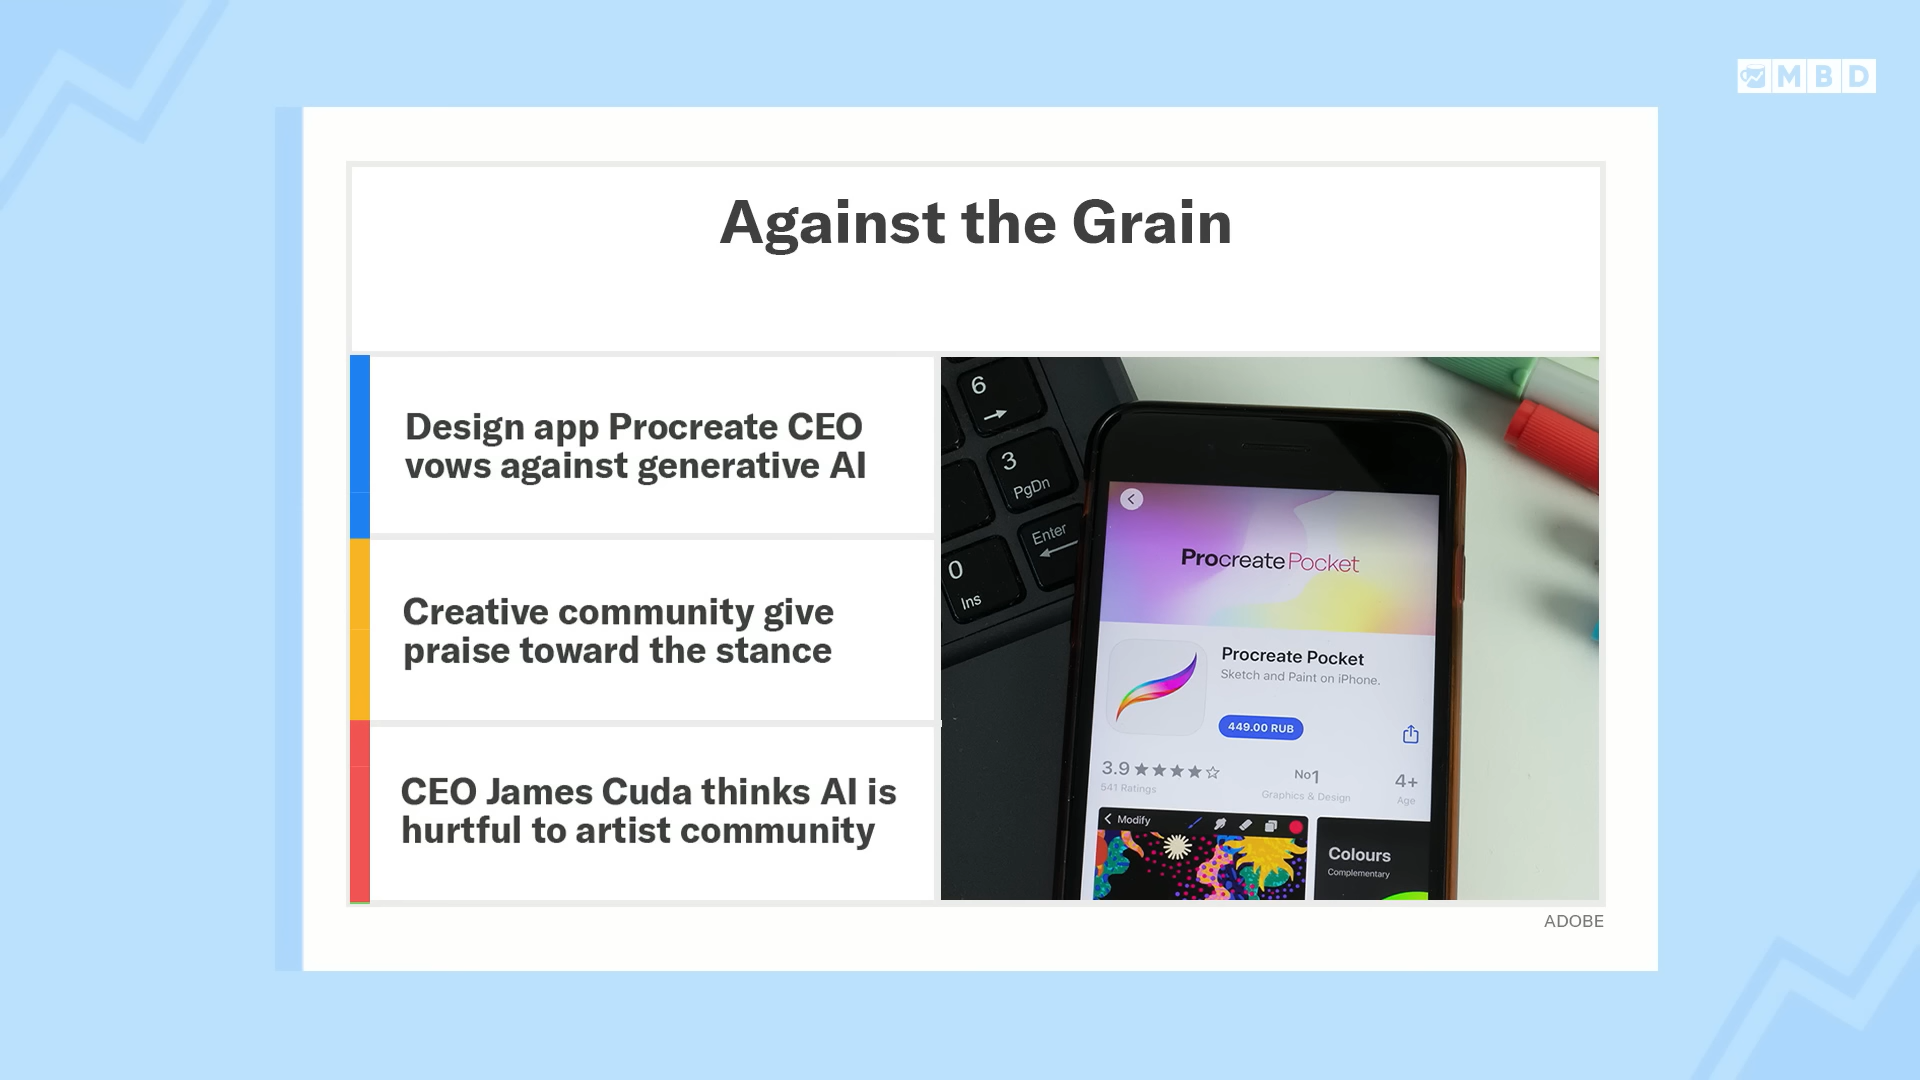 MBD
Against the Grain
Design app Procreate CEO
vows against generative AI
Creative community give
praise toward the stance
CEO James Cuda thinks AI is
hurtful to artist community
6
3
PgDn
Enter
0
Ins
Procreate Pocket
Procreate Pocket
Sketch and Paint on iPhone.
449.00 RUB
3.9
541 Ratings
No1
Graphics & Design
4+
Age
Modify
Colours
Complementary
ADOBE